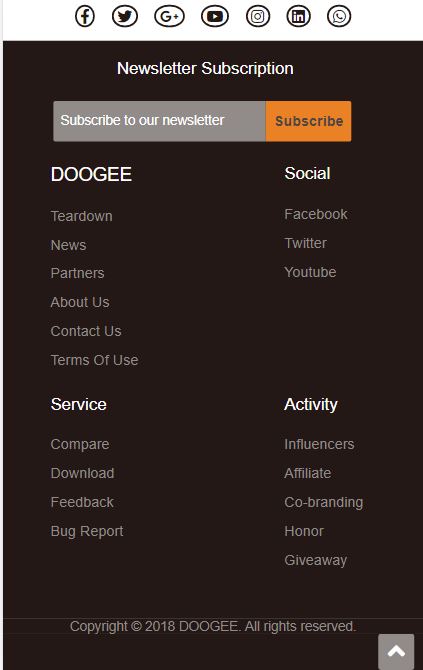 Newsletter Subscription
Subscribe to our newsletter
Subscribe
DOOGEE
Teardown
News
Partners
About Us
Contact Us
Terms Of Use
Social
Facebook
Twitter
Youtube
Service
Compare
Download
Feedback
Bug Report
Activity
Influencers
Affiliate
Co-branding
Honor
Giveaway
Copyright © 2018 DOOGEE. All rights reserved.